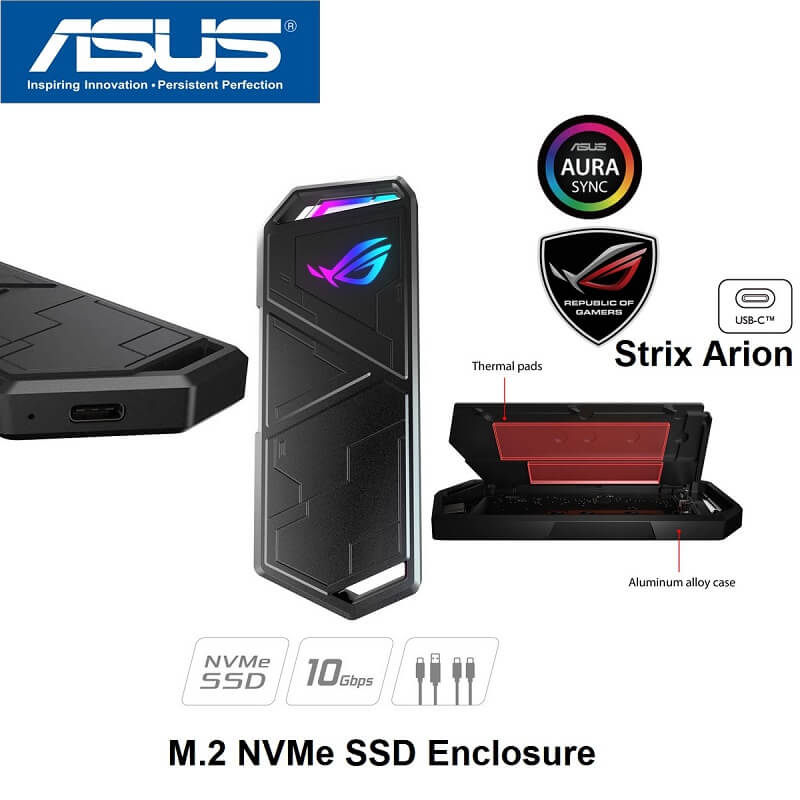 ASUS®
Inspiring Innovation • Persistent Perfection
ASUS
AURA
SYNC
REPUBLIC OF
GAMERS
USB-C™
Strix Arion
Thermal pads
Aluminum alloy case
NVMe
SSD
10Gbps
M.2 NVMe SSD Enclosure